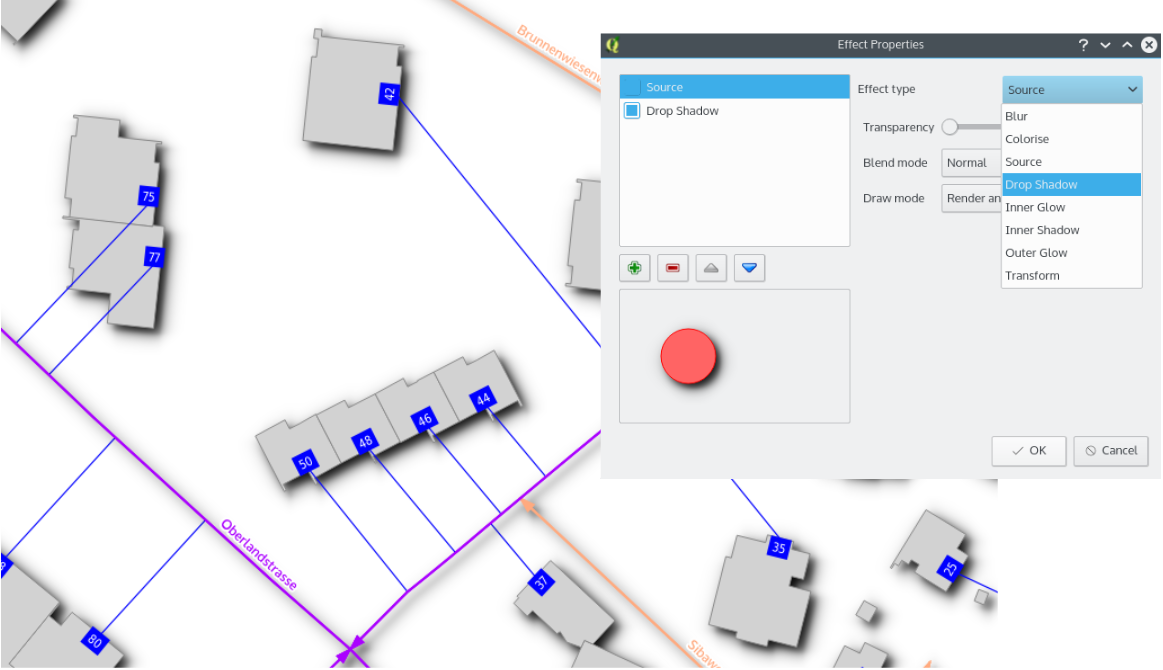 Brunnenwiesenw
42
75
77
44
46
48
50
Oberlandstrasse
37
35
25
80
Sibaw
Effect Properties
Source
Drop Shadow
Effect type
Source
Blur
Colorise
Source
Drop Shadow
Inner Glow
Inner Shadow
Outer Glow
Transform
Transparency
Blend mode
Normal
Draw mode
Render an
OK
Cancel